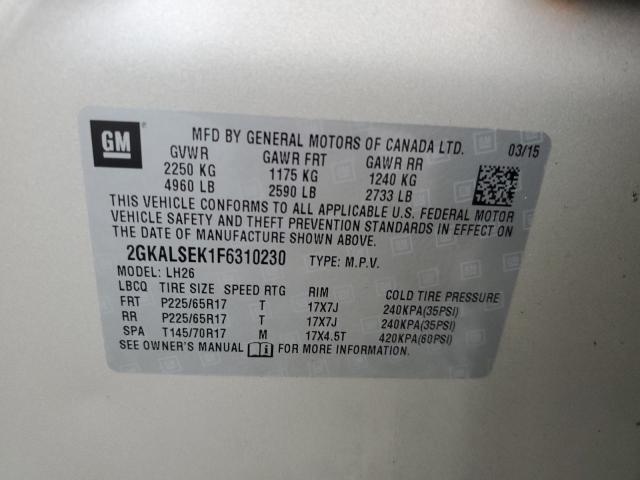 GM
MFD BY GENERAL MOTORS OF CANADA LTD. 03/15
GVWR GAWR FRT GAWR RR
2250 KG 1175 KG 1240 KG
4960 LB 2590 LB 2733 LB
THIS VEHICLE CONFORMS TO ALL APPLICABLE U.S. FEDERAL MOTOR
VEHICLE SAFETY AND THEFT PREVENTION STANDARDS IN EFFECT ON
THE DATE OF MANUFACTURE SHOWN ABOVE.
2GKALSEK1F6310230 TYPE: M.P.V.
MODEL: LH26
LBCQ TIRE SIZE SPEED RTG RIM COLD TIRE PRESSURE
FRT P225/65R17 T 17X7J 240KPA(35PSI)
RR P225/65R17 T 17X7J 240KPA(35PSI)
SPA T145/70R17 M 17X4.5T 420KPA(60PSI)
SEE OWNER'S MANUAL FOR MORE INFORMATION.